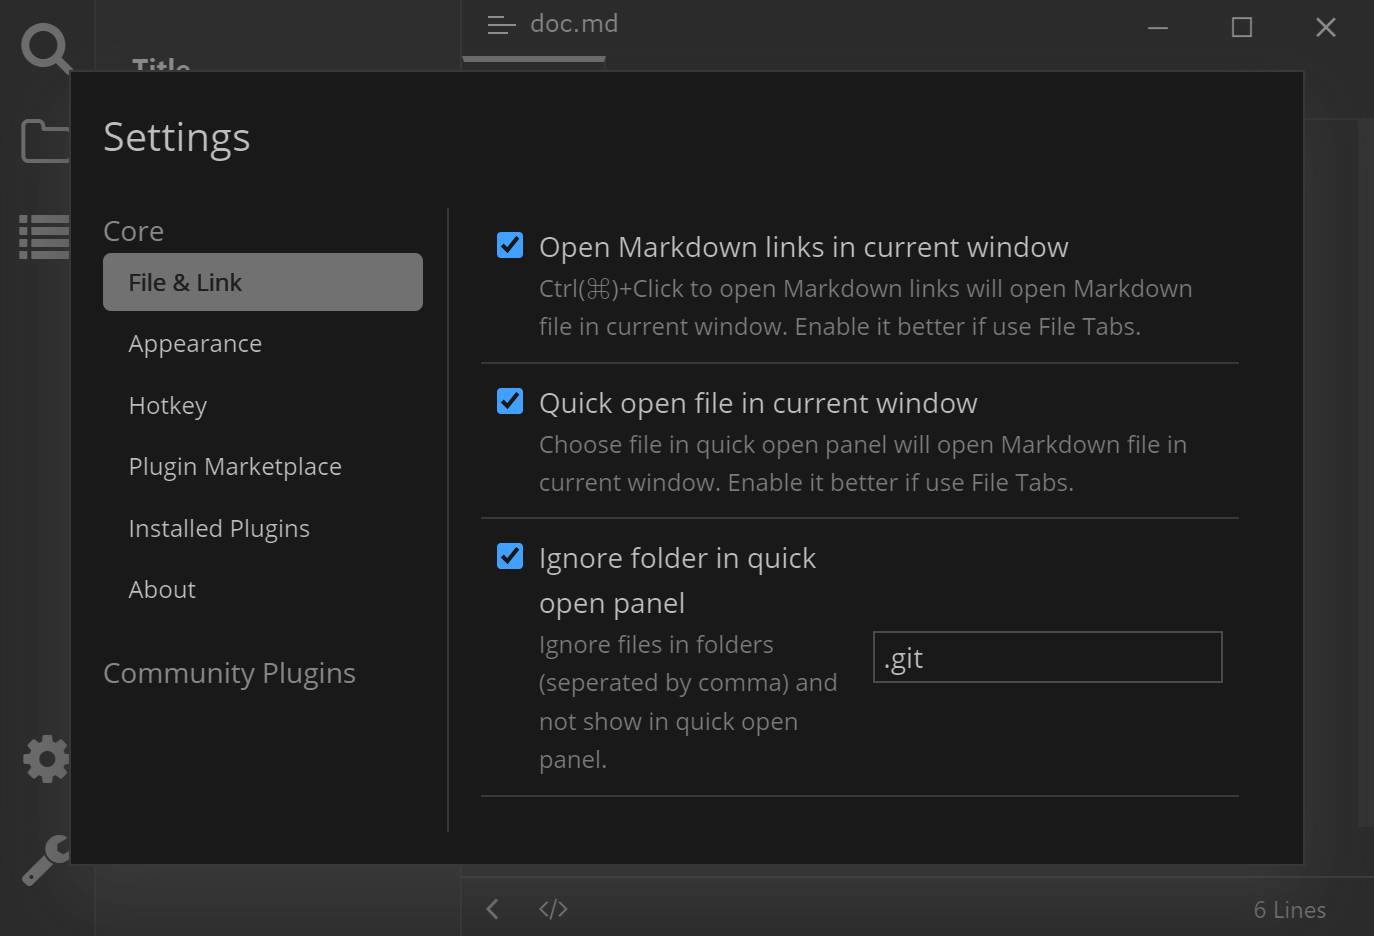 doc.md
Title
Settings
Core
File & Link
Appearance
Hotkey
Plugin Marketplace
Installed Plugins
About
Community Plugins
Open Markdown links in current window
Ctrl(⌘)+Click to open Markdown links will open Markdown
file in current window. Enable it better if use File Tabs.
Quick open file in current window
Choose file in quick open panel will open Markdown file in
current window. Enable it better if use File Tabs.
Ignore folder in quick
open panel
Ignore files in folders
(seperated by comma) and
not show in quick open
panel.
.git
6 Lines